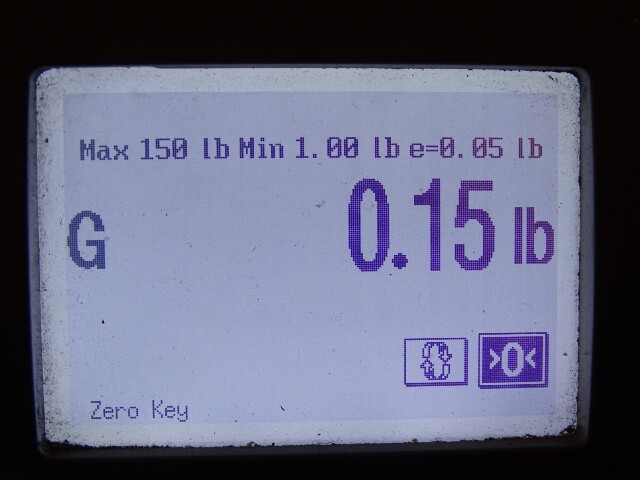 Max 150 lb Min 1.00 lb e=0.05 lb
G 0.15 lb
>0<
Zero Key